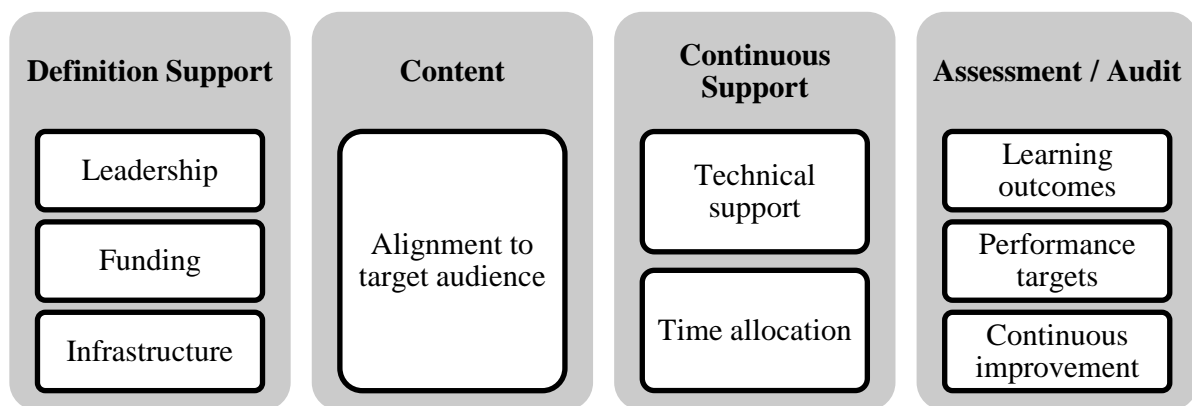 Definition Support
Leadership
Funding
Infrastructure
Content
Alignment to
target audience
Continuous
Support
Technical
support
Time allocation
Assessment / Audit
Learning
outcomes
Performance
targets
Continuous
improvement